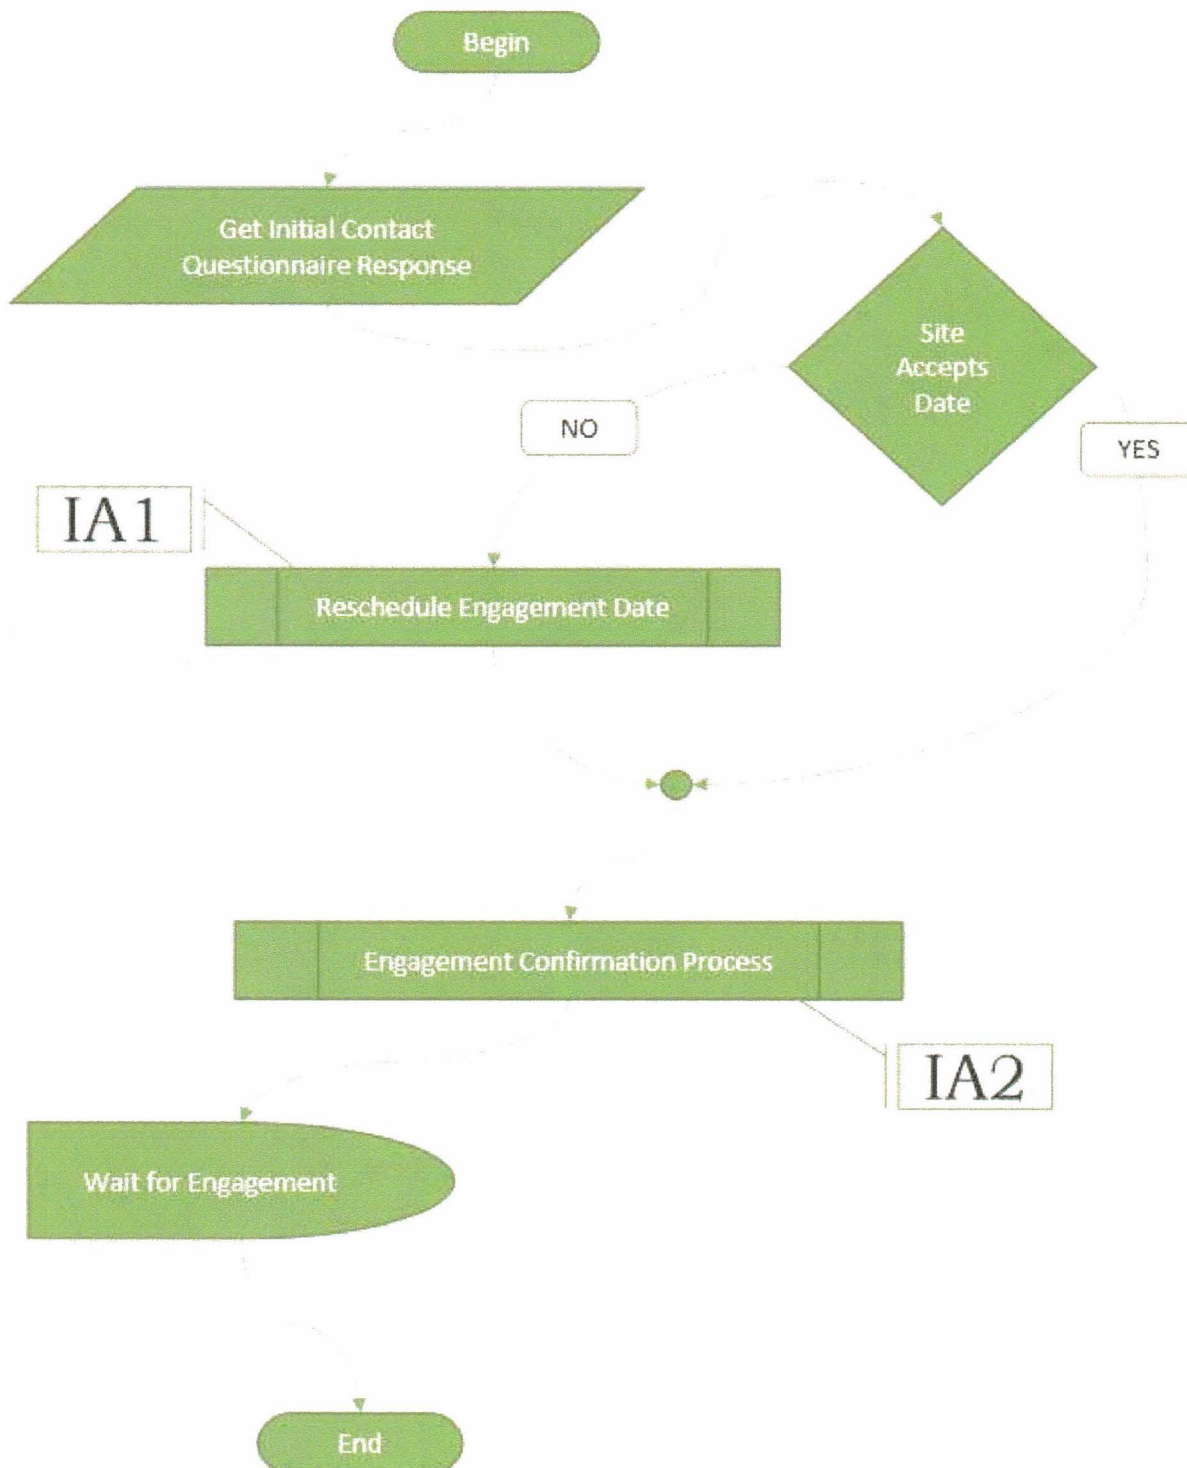 Begin
Get Initial Contact
Questionnaire Response
Site
Accepts
Date
NO
YES
IA1
Reschedule Engagement Date
Engagement Confirmation Process
IA2
Wait for Engagement
End